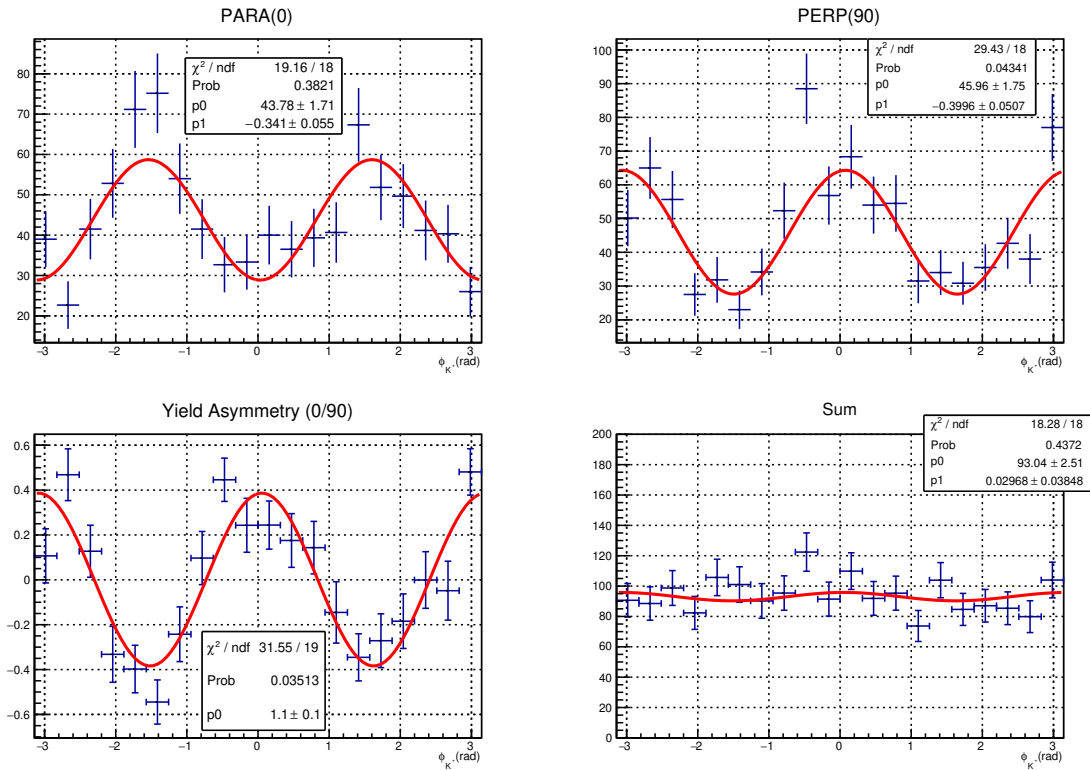 PARA(0)
χ² / ndf 19.16 / 18
Prob 0.3821
p0 43.78 ± 1.71
p1 −0.341 ± 0.055
80
70
60
50
40
30
20
−3 −2 −1 0 1 2 3
ϕK⁺(rad)
PERP(90)
χ² / ndf 29.43 / 18
Prob 0.04341
p0 45.96 ± 1.75
p1 −0.3996 ± 0.0507
100
90
80
70
60
50
40
30
20
−3 −2 −1 0 1 2 3
ϕK⁺(rad)
Yield Asymmetry (0/90)
0.6
0.4
0.2
0
−0.2
−0.4
−0.6
χ² / ndf 31.55 / 19
Prob 0.03513
p0 1.1 ± 0.1
−3 −2 −1 0 1 2 3
ϕK⁺(rad)
Sum
χ² / ndf 18.28 / 18
Prob 0.4372
p0 93.04 ± 2.51
p1 0.02968 ± 0.03848
200
180
160
140
120
100
80
60
40
20
0
−3 −2 −1 0 1 2 3
ϕK⁺(rad)